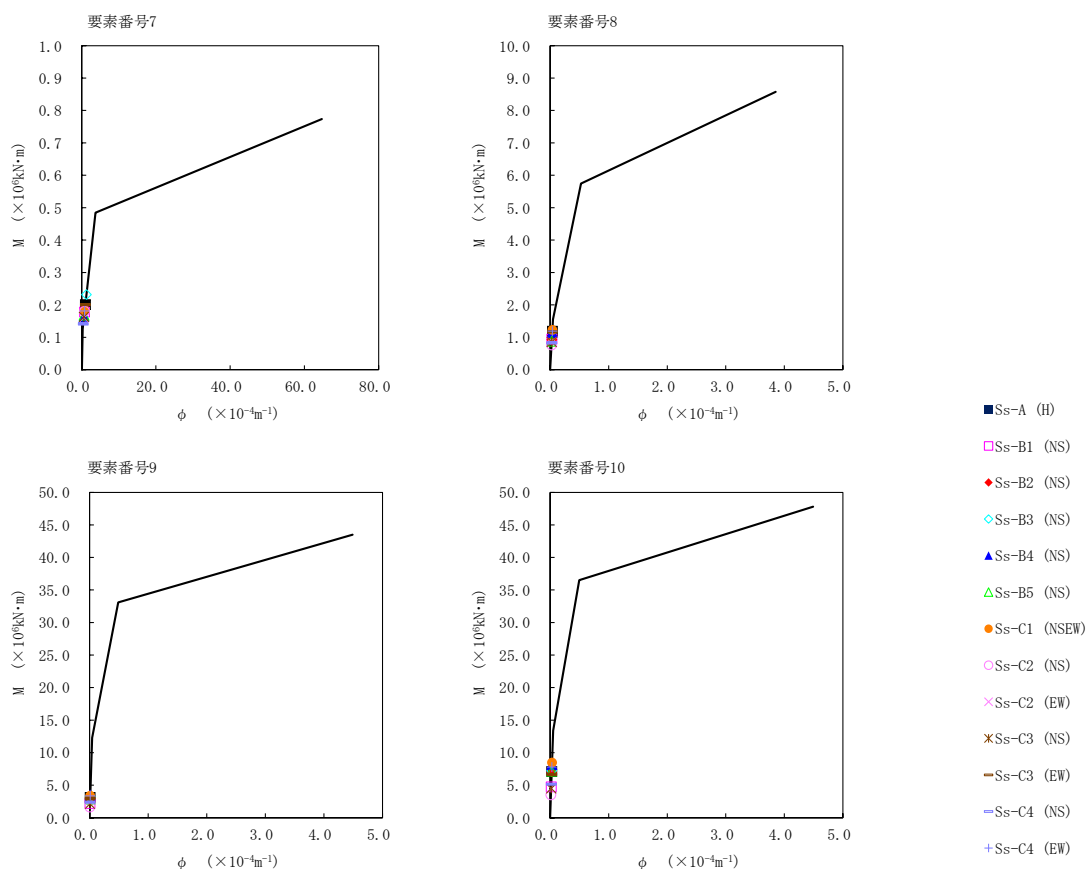 要素番号7
1.0
0.9
0.8
0.7
0.6
0.5
0.4
0.3
0.2
0.1
0.0
M (×10⁶kN・m)
0.0 20.0 40.0 60.0 80.0
φ (×10⁻⁴m⁻¹)
要素番号8
10.0
9.0
8.0
7.0
6.0
5.0
4.0
3.0
2.0
1.0
0.0
M (×10⁶kN・m)
0.0 1.0 2.0 3.0 4.0 5.0
φ (×10⁻⁴m⁻¹)
要素番号9
50.0
45.0
40.0
35.0
30.0
25.0
20.0
15.0
10.0
5.0
0.0
M (×10⁶kN・m)
0.0 1.0 2.0 3.0 4.0 5.0
φ (×10⁻⁴m⁻¹)
要素番号10
50.0
45.0
40.0
35.0
30.0
25.0
20.0
15.0
10.0
5.0
0.0
M (×10⁶kN・m)
0.0 1.0 2.0 3.0 4.0 5.0
φ (×10⁻⁴m⁻¹)
Ss-A (H)
Ss-B1 (NS)
Ss-B2 (NS)
Ss-B3 (NS)
Ss-B4 (NS)
Ss-B5 (NS)
Ss-C1 (NSEW)
Ss-C2 (NS)
Ss-C2 (EW)
Ss-C3 (NS)
Ss-C3 (EW)
Ss-C4 (NS)
Ss-C4 (EW)